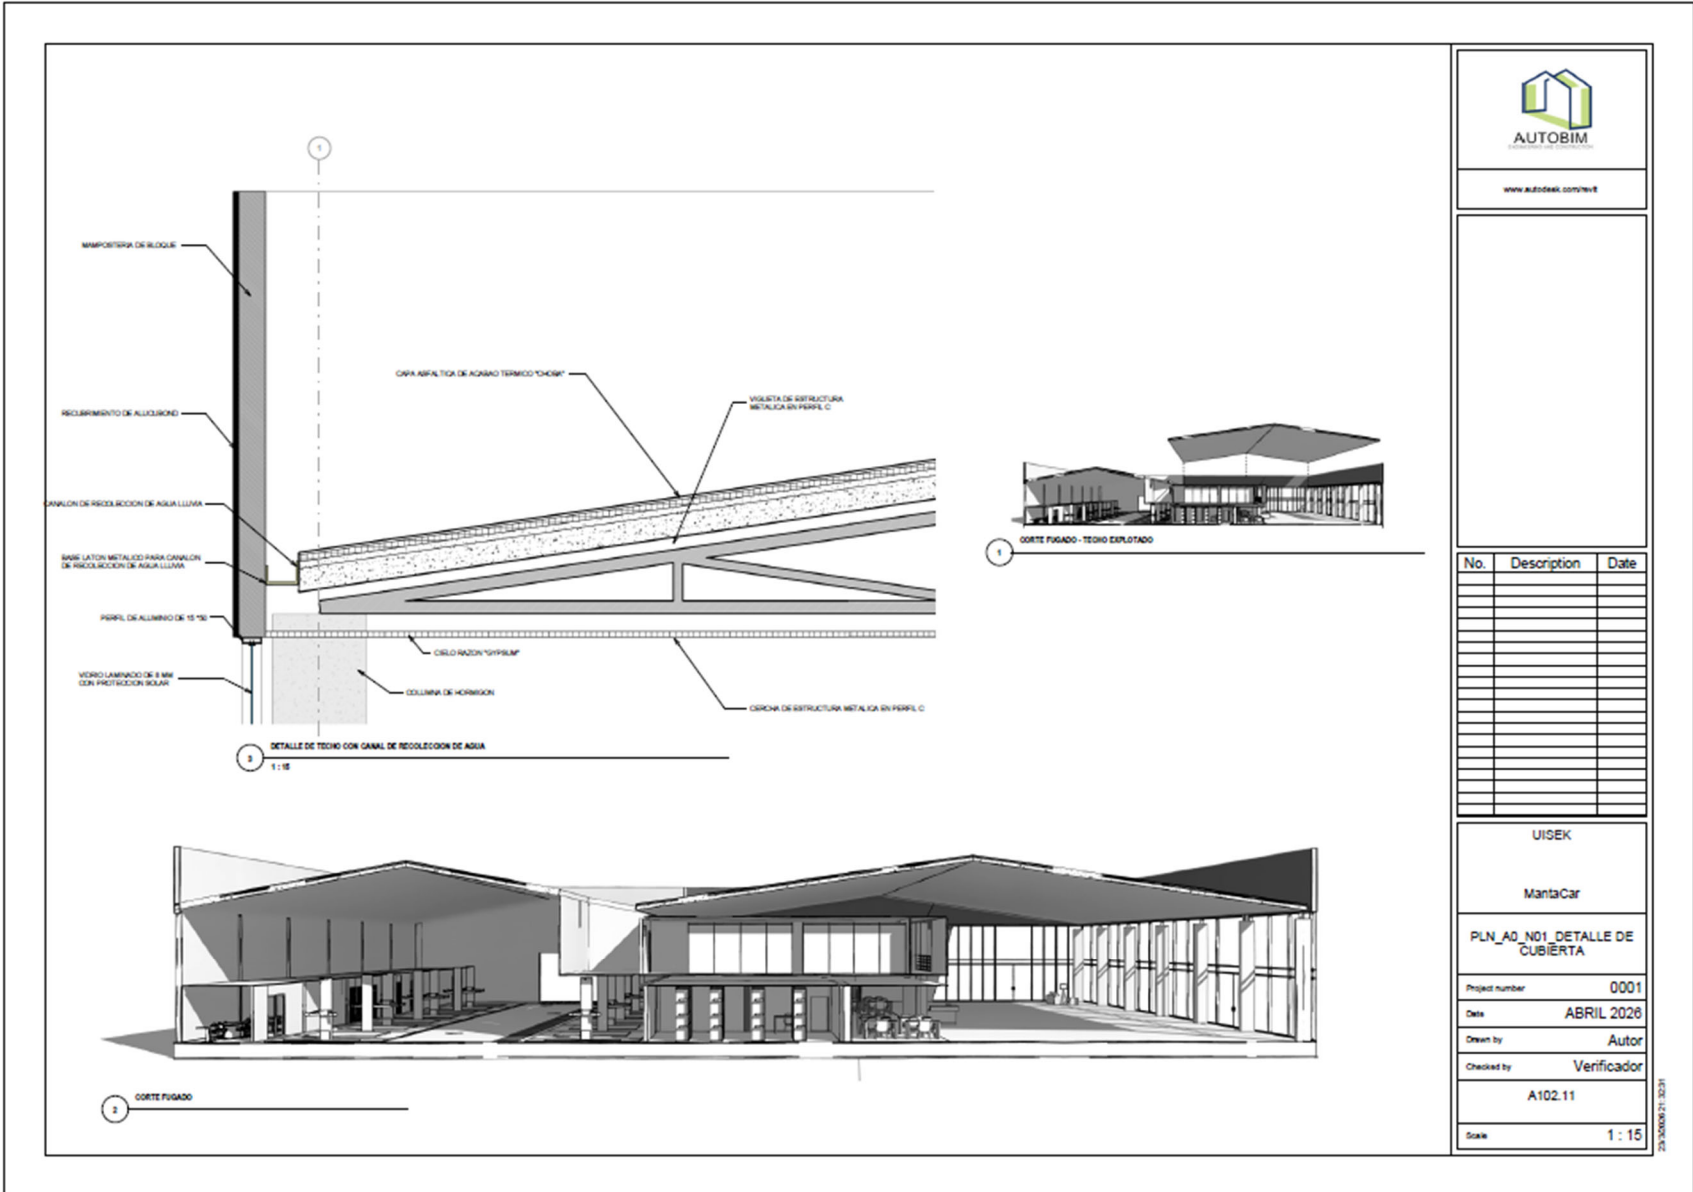 1
MAMPOSTERIA DE BLOQUE
CAPA ASFALTICA DE ACABAO TERMICO "CHOBA"
VIGUETA DE ESTRUCTURA
METALICA EN PERFIL C
RECUBRIMIENTO DE ALUCUBOND
CANALON DE RECOLECCION DE AGUA LLUVIA
BASE LATON METALICO PARA CANALON
DE RECOLECCION DE AGUA LLUVIA
PERFIL DE ALUMINIO DE 15 *50
VIDRIO LAMINADO DE 8 MM
CON PROTECCION SOLAR
CIELO RAZON "GYPSUM"
COLUMNA DE HORMIGON
CERCHA DE ESTRUCTURA METALICA EN PERFIL C
3
DETALLE DE TECHO CON CANAL DE RECOLECCION DE AGUA
1 : 15
1
CORTE FUGADO - TECHO EXPLOTADO
2
CORTE FUGADO
AUTOBIM
www.autodesk.com/revit
No. Description Date
UISEK
MantaCar
PLN_A0_N01_DETALLE DE
CUBIERTA
Project number 0001
Date ABRIL 2026
Drawn by Autor
Checked by Verificador
A102.11
Scale 1 : 15